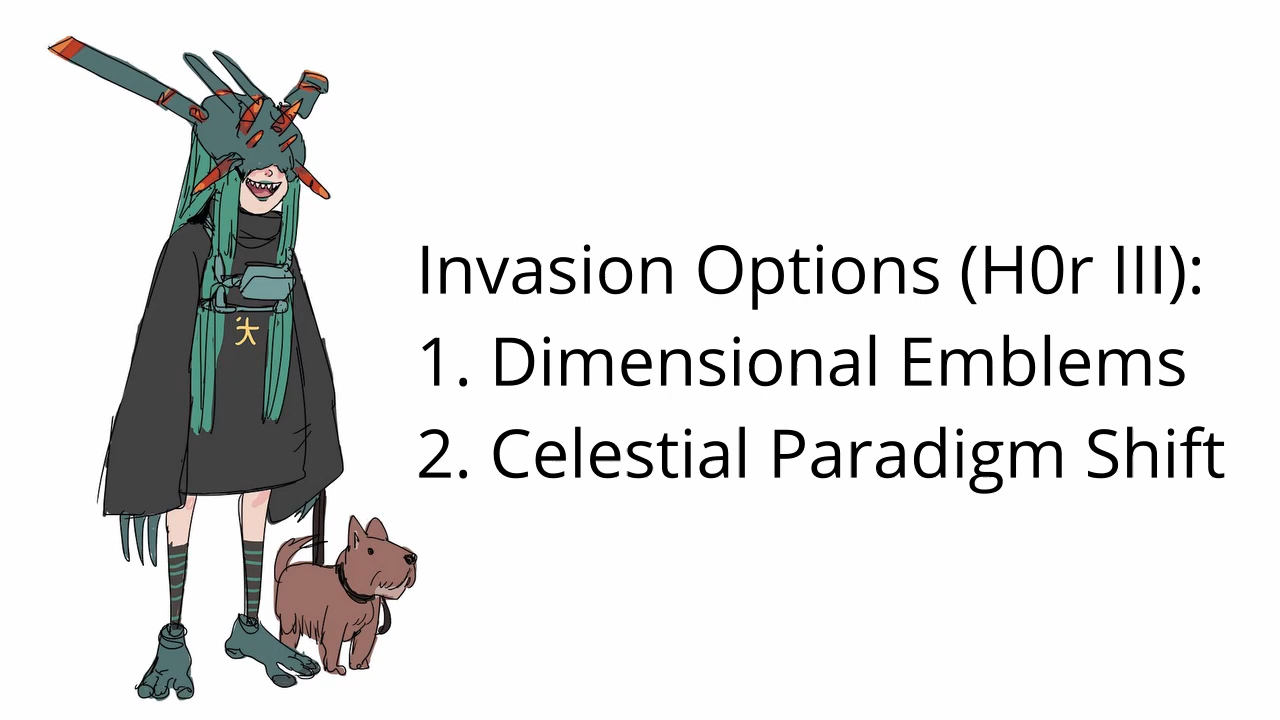 Invasion Options (H0r III):
1. Dimensional Emblems
2. Celestial Paradigm Shift